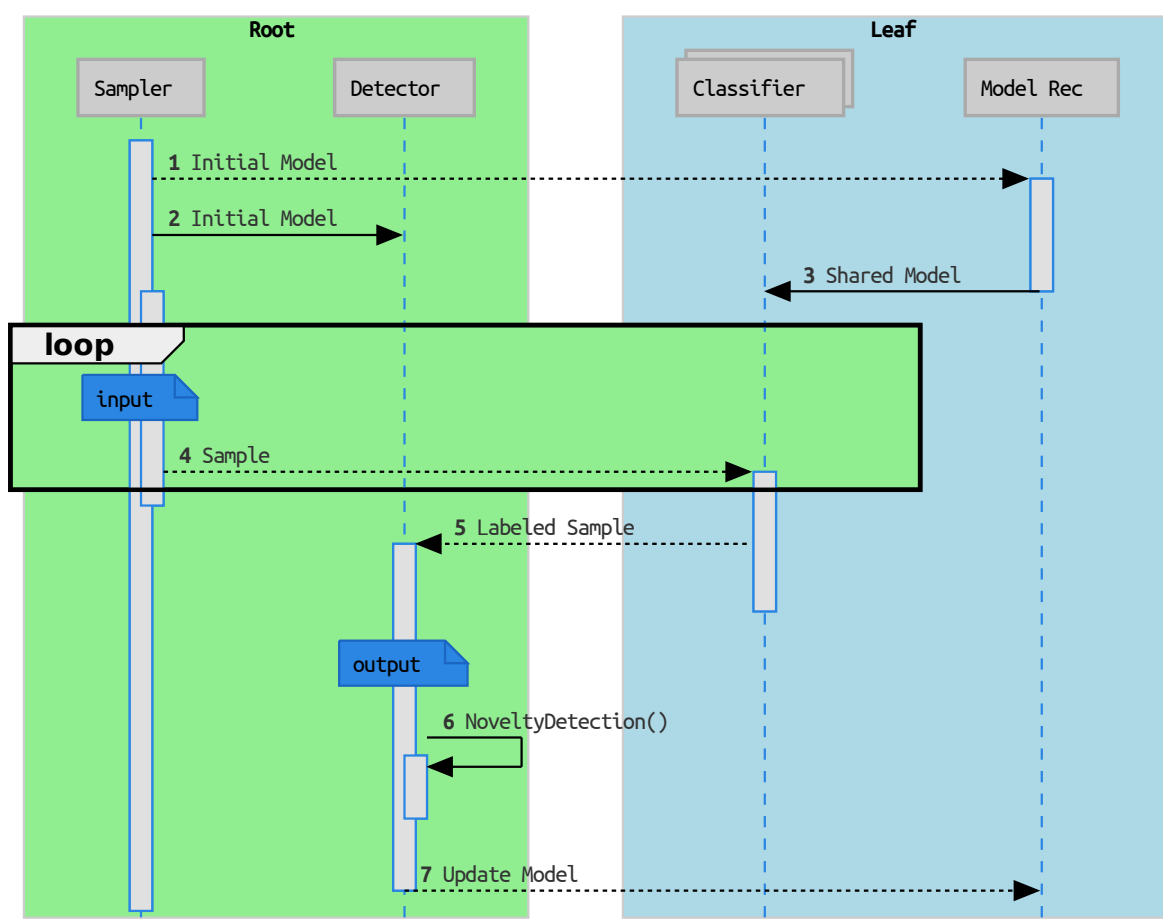 Root
Leaf
Sampler
Detector
Classifier
Model Rec
1 Initial Model
2 Initial Model
3 Shared Model
loop
input
4 Sample
5 Labeled Sample
output
6 NoveltyDetection()
7 Update Model